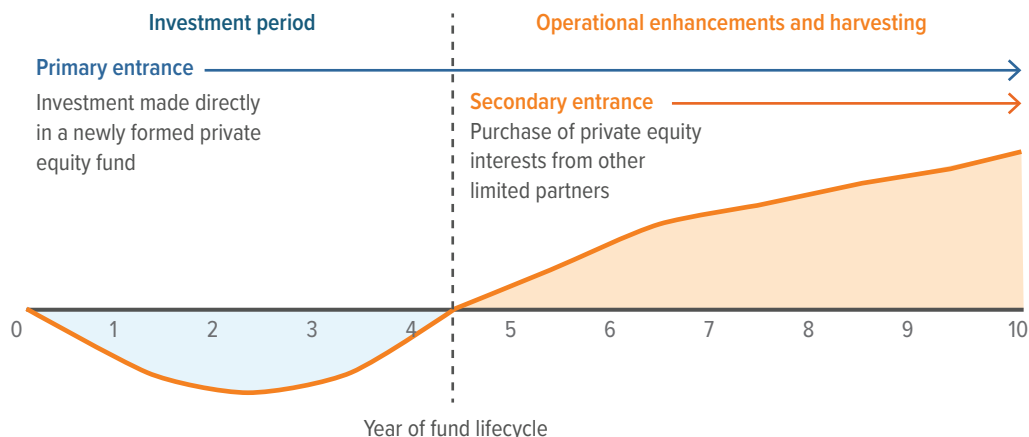 Investment period
Operational enhancements and harvesting
Primary entrance
Investment made directly
in a newly formed private
equity fund
Secondary entrance
Purchase of private equity
interests from other
limited partners
0 1 2 3 4 5 6 7 8 9 10
Year of fund lifecycle